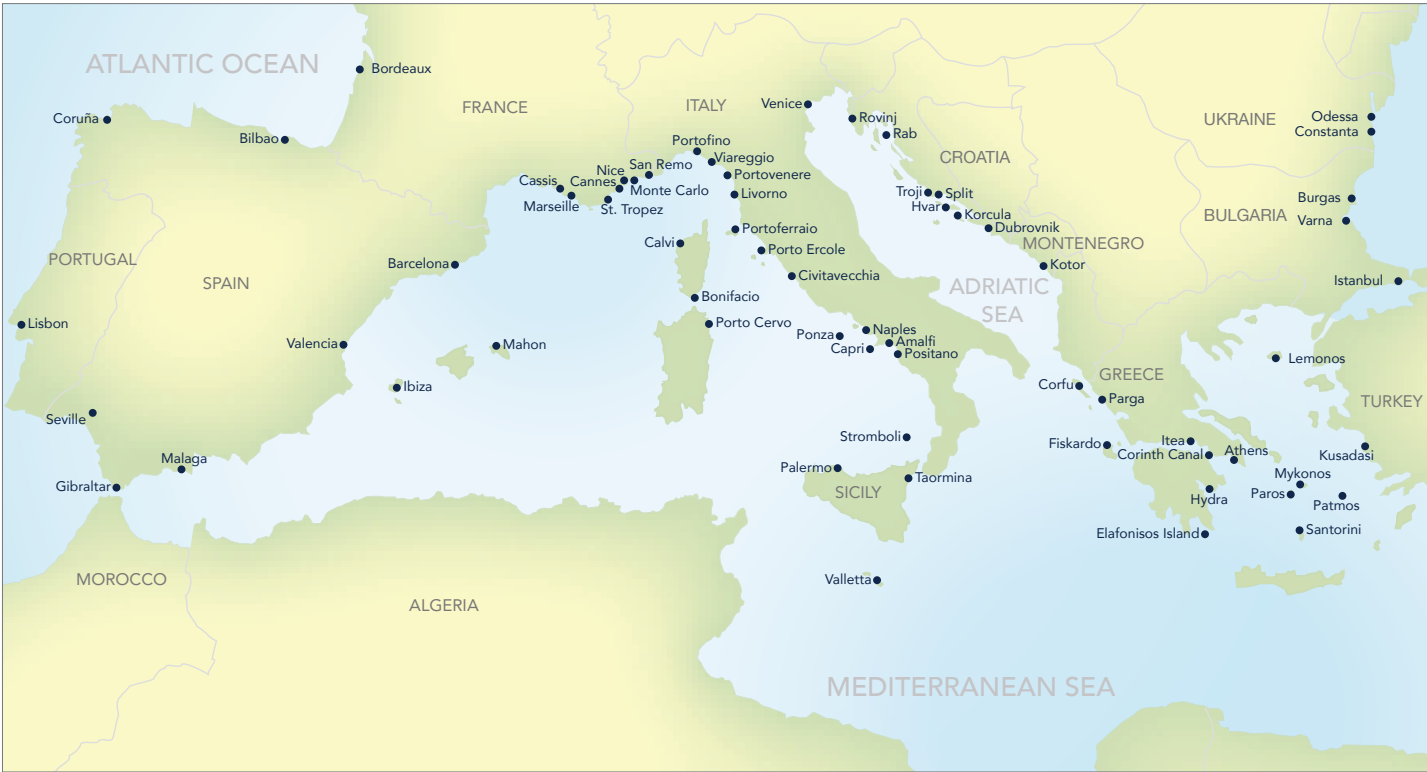 ATLANTIC OCEAN
Bordeaux
Coruña
Bilbao
FRANCE
ITALY
Venice
Rovinj
Rab
UKRAINE
Odessa
Constanta
Portofino
Viareggio
Nice
San Remo
Portovenere
Cassis
Cannes
Monte Carlo
Livorno
Marseille
St. Tropez
CROATIA
Troji
Split
Hvar
Korcula
Dubrovnik
BULGARIA
Burgas
Varna
Portoferraio
Calvi
Porto Ercole
MONTENEGRO
Kotor
PORTUGAL
SPAIN
Barcelona
Civitavecchia
ADRIATIC
SEA
Istanbul
Bonifacio
Lisbon
Porto Cervo
Valencia
Mahon
Ponza
Naples
Capri
Amalfi
Positano
Lemonos
Ibiza
Corfu
GREECE
Parga
TURKEY
Seville
Stromboli
Fiskardo
Itea
Corinth Canal
Athens
Kusadasi
Malaga
Palermo
Taormina
Mykonos
Gibraltar
SICILY
Hydra
Paros
Patmos
Elafonisos Island
Santorini
MOROCCO
Valletta
ALGERIA
MEDITERRANEAN SEA